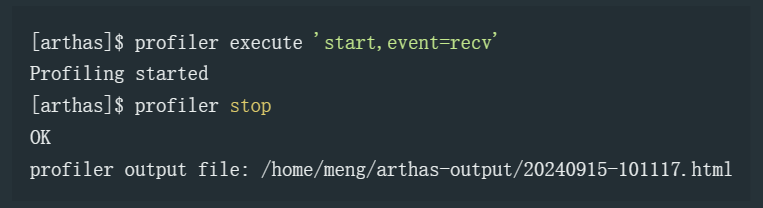 [arthas]$ profiler execute 'start,event=recv'
Profiling started
[arthas]$ profiler stop
OK
profiler output file: /home/meng/arthas-output/20240915-101117.html